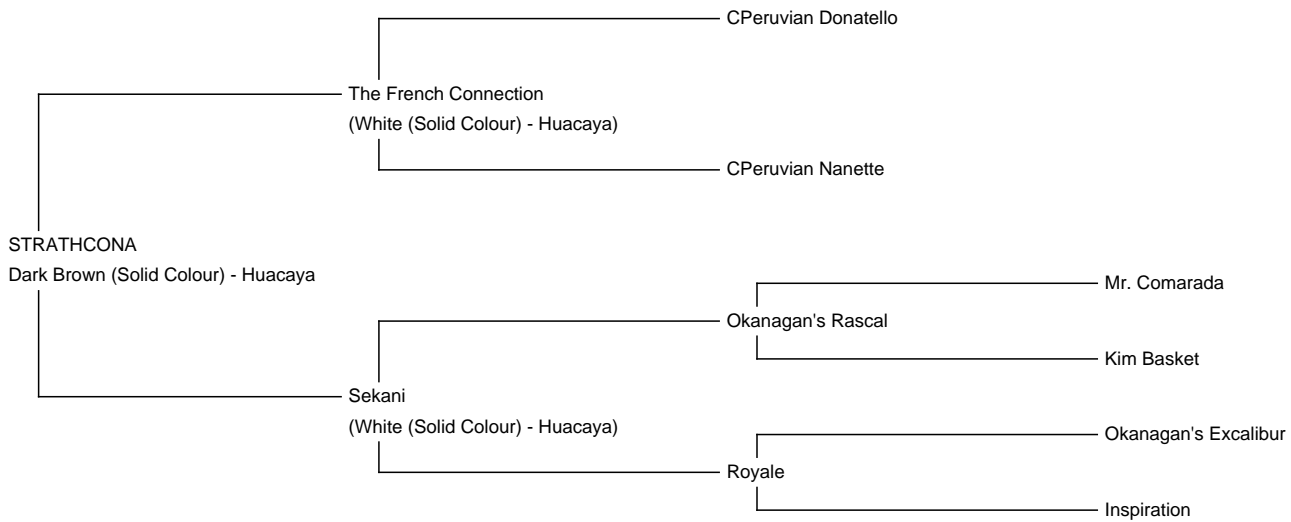 CPeruvian Donatello
The French Connection
(White (Solid Colour) - Huacaya)
CPeruvian Nanette
STRATHCONA
Dark Brown (Solid Colour) - Huacaya
Mr. Comarada
Okanagan's Rascal
Kim Basket
Sekani
(White (Solid Colour) - Huacaya)
Okanagan's Excalibur
Royale
Inspiration